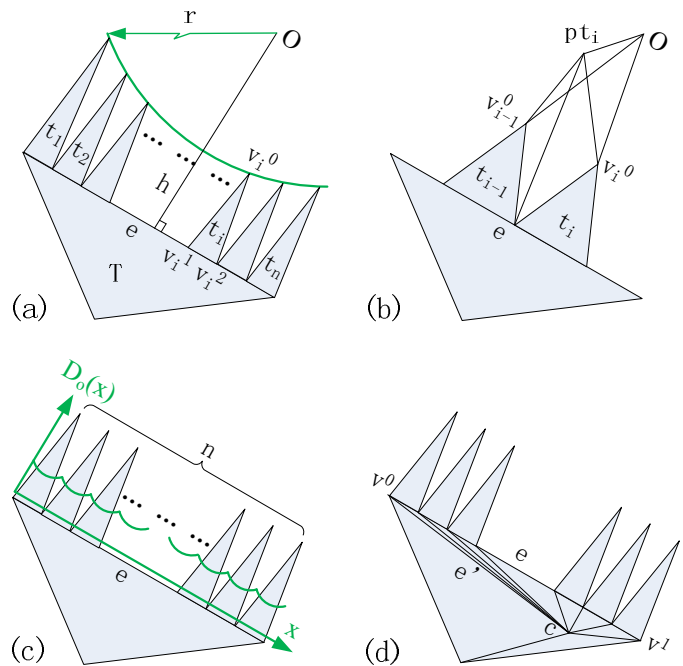 r
O
t₁
t₂
...
vᵢ⁰
h
e
tᵢ
vᵢ¹
vᵢ²
tₙ
T
(a)
ptᵢ
O
vᵢ₋₁⁰
vᵢ⁰
tᵢ₋₁
tᵢ
e
(b)
Dₒ(x)
n
...
e
x
(c)
v⁰
e
e'
c
v¹
(d)